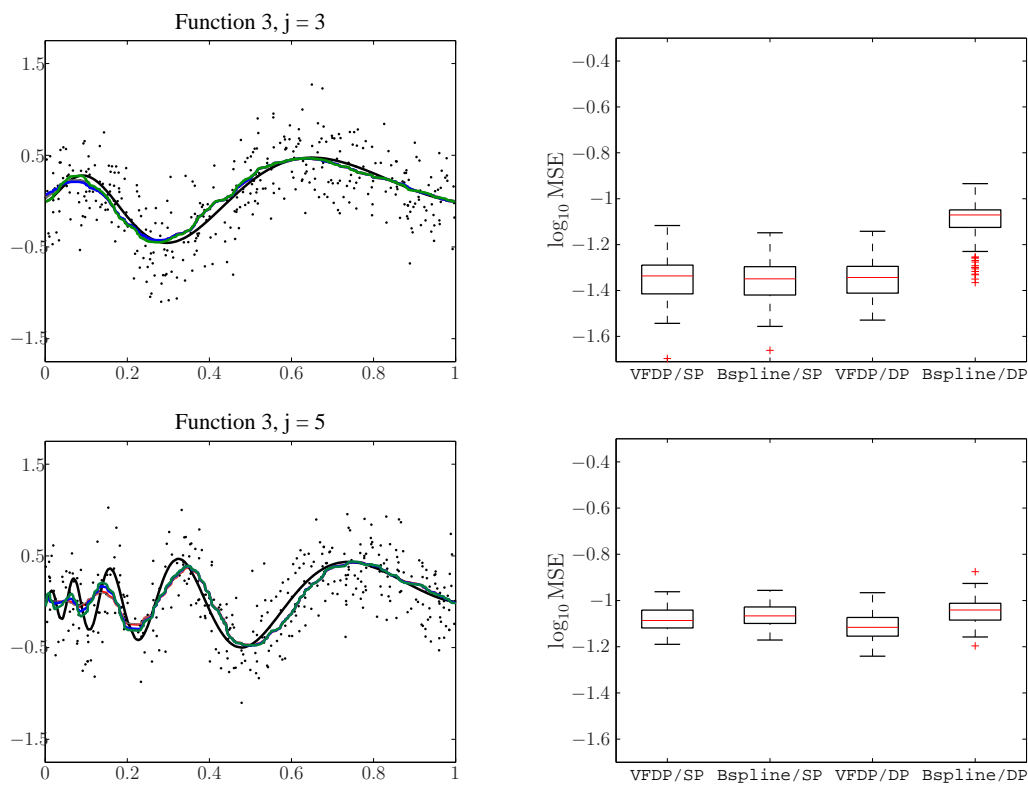 Function 3, j = 3
1.5
0.5
−0.5
−1.5
0 0.2 0.4 0.6 0.8 1
log10 MSE
−0.4
−0.6
−0.8
−1
−1.2
−1.4
−1.6
VFDP/SP Bspline/SP VFDP/DP Bspline/DP
Function 3, j = 5
1.5
0.5
−0.5
−1.5
0 0.2 0.4 0.6 0.8 1
log10 MSE
−0.4
−0.6
−0.8
−1.0
−1.2
−1.4
−1.6
VFDP/SP Bspline/SP VFDP/DP Bspline/DP